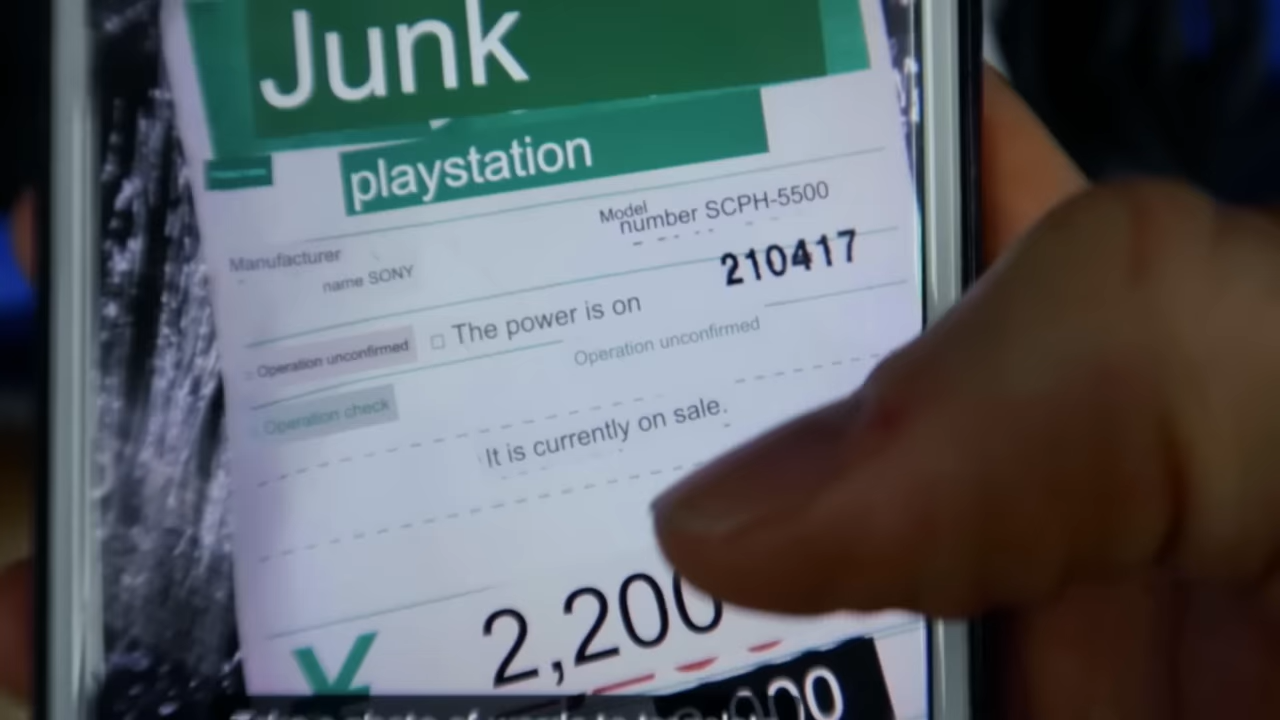 Junk
playstation
Model
number SCPH-5500
Manufacturer
name SONY
210417
The power is on
Operation unconfirmed
Operation unconfirmed
Operation check
It is currently on sale.
¥ 2,200